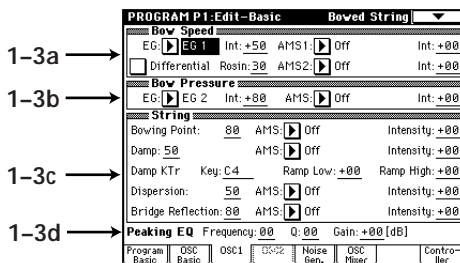 PROGRAM P1:Edit-Basic Bowed String
Bow Speed
1–3a EG: EG 1 Int: +50 AMS1: Off Int: +00
Differential Rosin: 30 AMS2: Off Int: +00
Bow Pressure
1–3b EG: EG 2 Int: +80 AMS: Off Int: +00
String
Bowing Point: 80 AMS: Off Intensity: +00
Damp: 50 AMS: Off Intensity: +00
1–3c Damp KTr Key: C4 Ramp Low: +00 Ramp High: +00
Dispersion: 50 AMS: Off Intensity: +00
Bridge Reflection: 80 AMS: Off Intensity: +00
1–3d Peaking EQ Frequency: 00 Q: 00 Gain: +00 [dB]
Program Basic OSC Basic OSC1 OSC2 Noise Gen. OSC Mixer Contro-ller